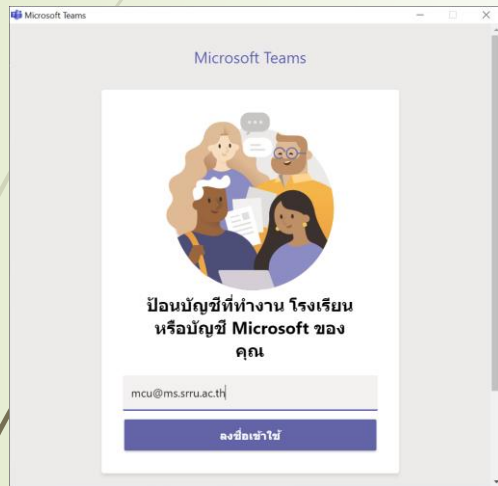 Microsoft Teams
Microsoft Teams
ป้อนบัญชีที่ทำงาน โรงเรียน
หรือบัญชี Microsoft ของ
คุณ
mcu@ms.srru.ac.th
ลงชื่อเข้าใช้